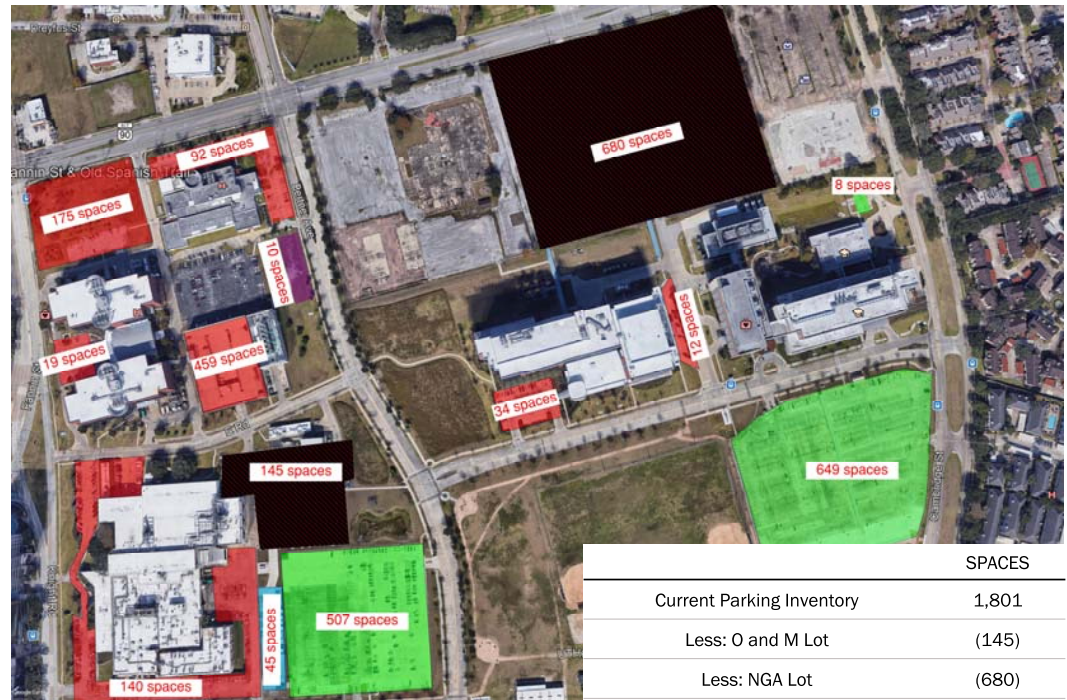 Dreyfus St
90
annin St & Old Spanish Trail
92 spaces
680 spaces
175 spaces
8 spaces
10 spaces
12 spaces
19 spaces
459 spaces
34 spaces
145 spaces
649 spaces
45 spaces
507 spaces
140 spaces
SPACES
Current Parking Inventory 1,801
Less: O and M Lot (145)
Less: NGA Lot (680)